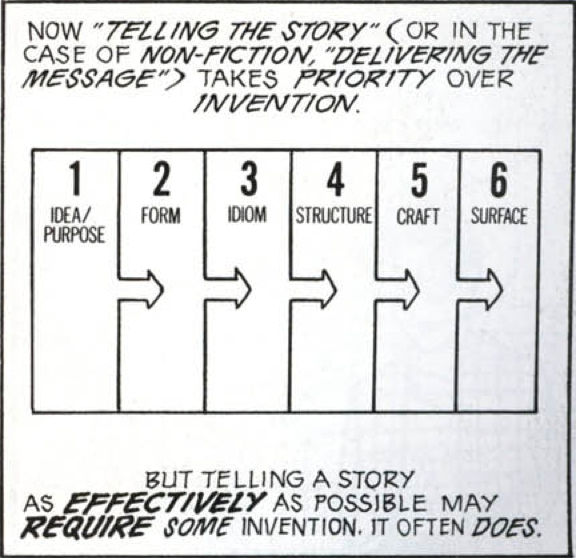 NOW "TELLING THE STORY" (OR IN THE
CASE OF NON-FICTION, "DELIVERING THE
MESSAGE") TAKES PRIORITY OVER
INVENTION.
1
IDEA/
PURPOSE
2
FORM
3
IDIOM
4
STRUCTURE
5
CRAFT
6
SURFACE
BUT TELLING A STORY
AS EFFECTIVELY AS POSSIBLE MAY
REQUIRE SOME INVENTION. IT OFTEN DOES.